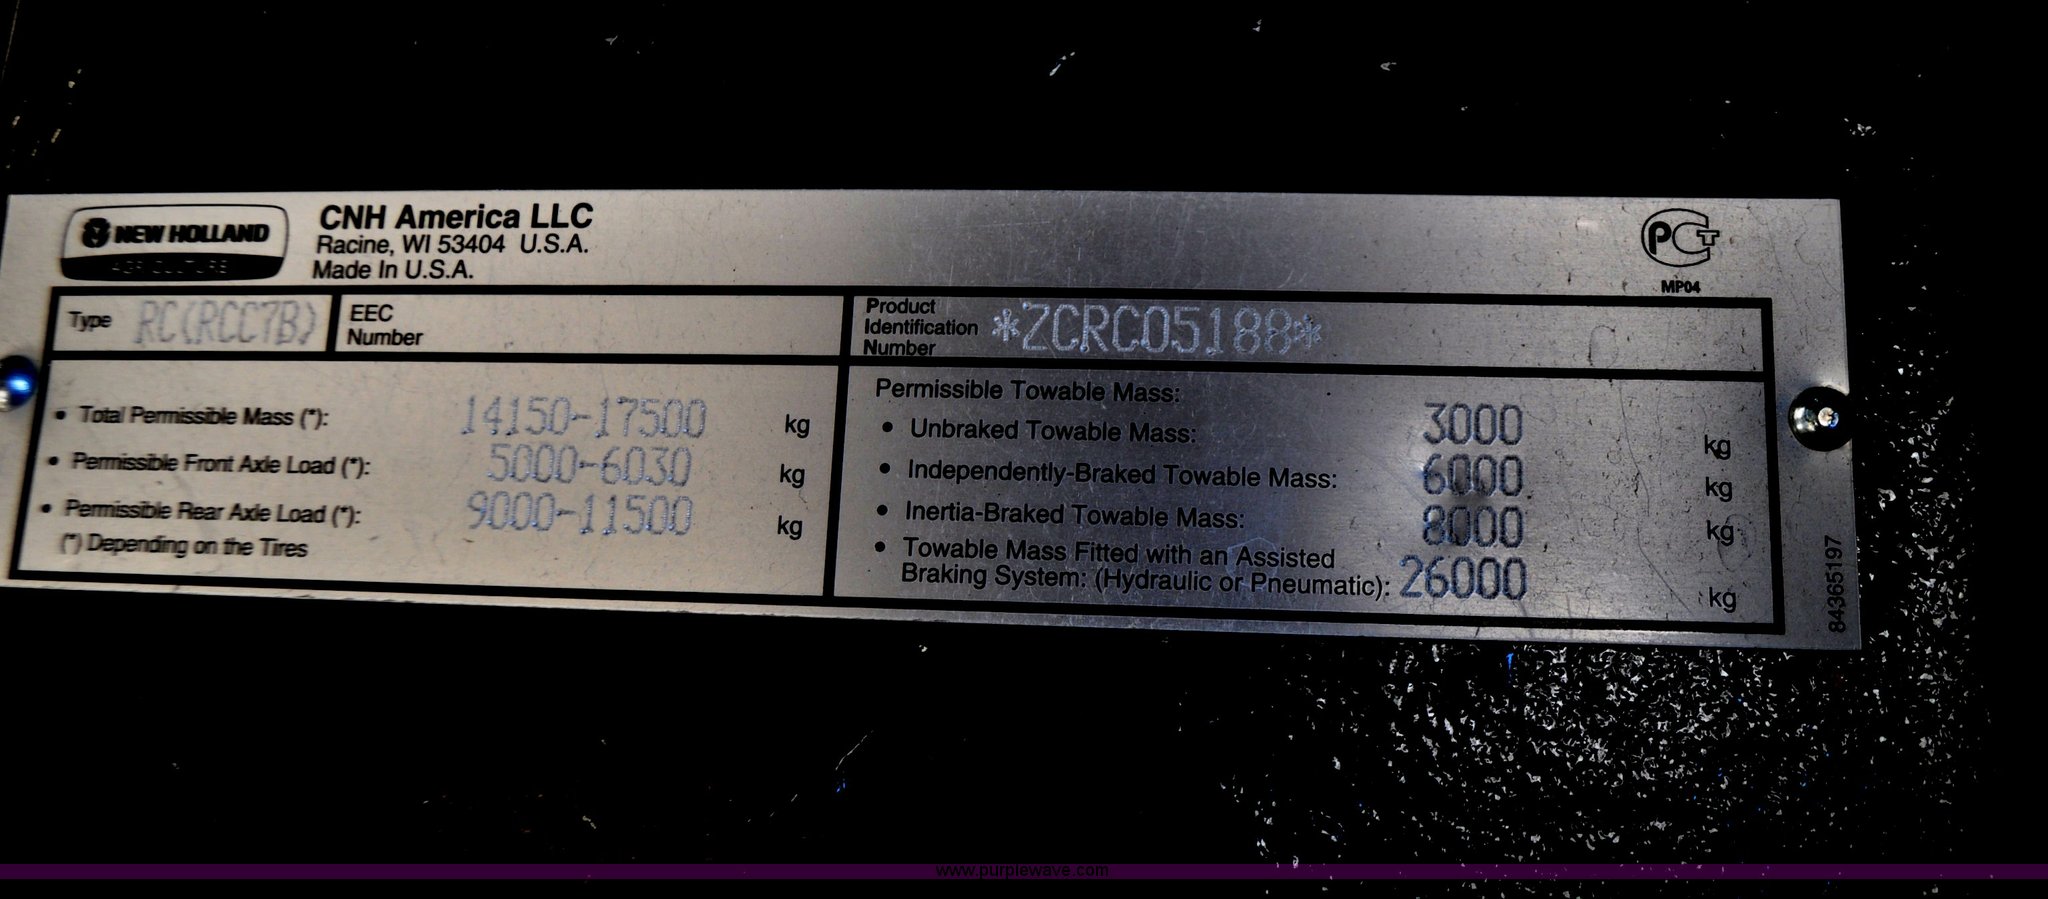 NEW HOLLAND
AGRICULTURE
CNH America LLC
Racine, WI 53404 U.S.A.
Made In U.S.A.
PCT
MP04
Type RC(RCC7B)
EEC
Number
Product
Identification
Number
*ZCRC05188*
• Total Permissible Mass (*): 14150-17500 kg
• Permissible Front Axle Load (*): 5000-6030 kg
• Permissible Rear Axle Load (*): 9000-11500 kg
(*) Depending on the Tires
Permissible Towable Mass:
• Unbraked Towable Mass: 3000 kg
• Independently-Braked Towable Mass: 6000 kg
• Inertia-Braked Towable Mass: 8000 kg
• Towable Mass Fitted with an Assisted
Braking System: (Hydraulic or Pneumatic): 26000 kg
84365197
www.purplewave.com